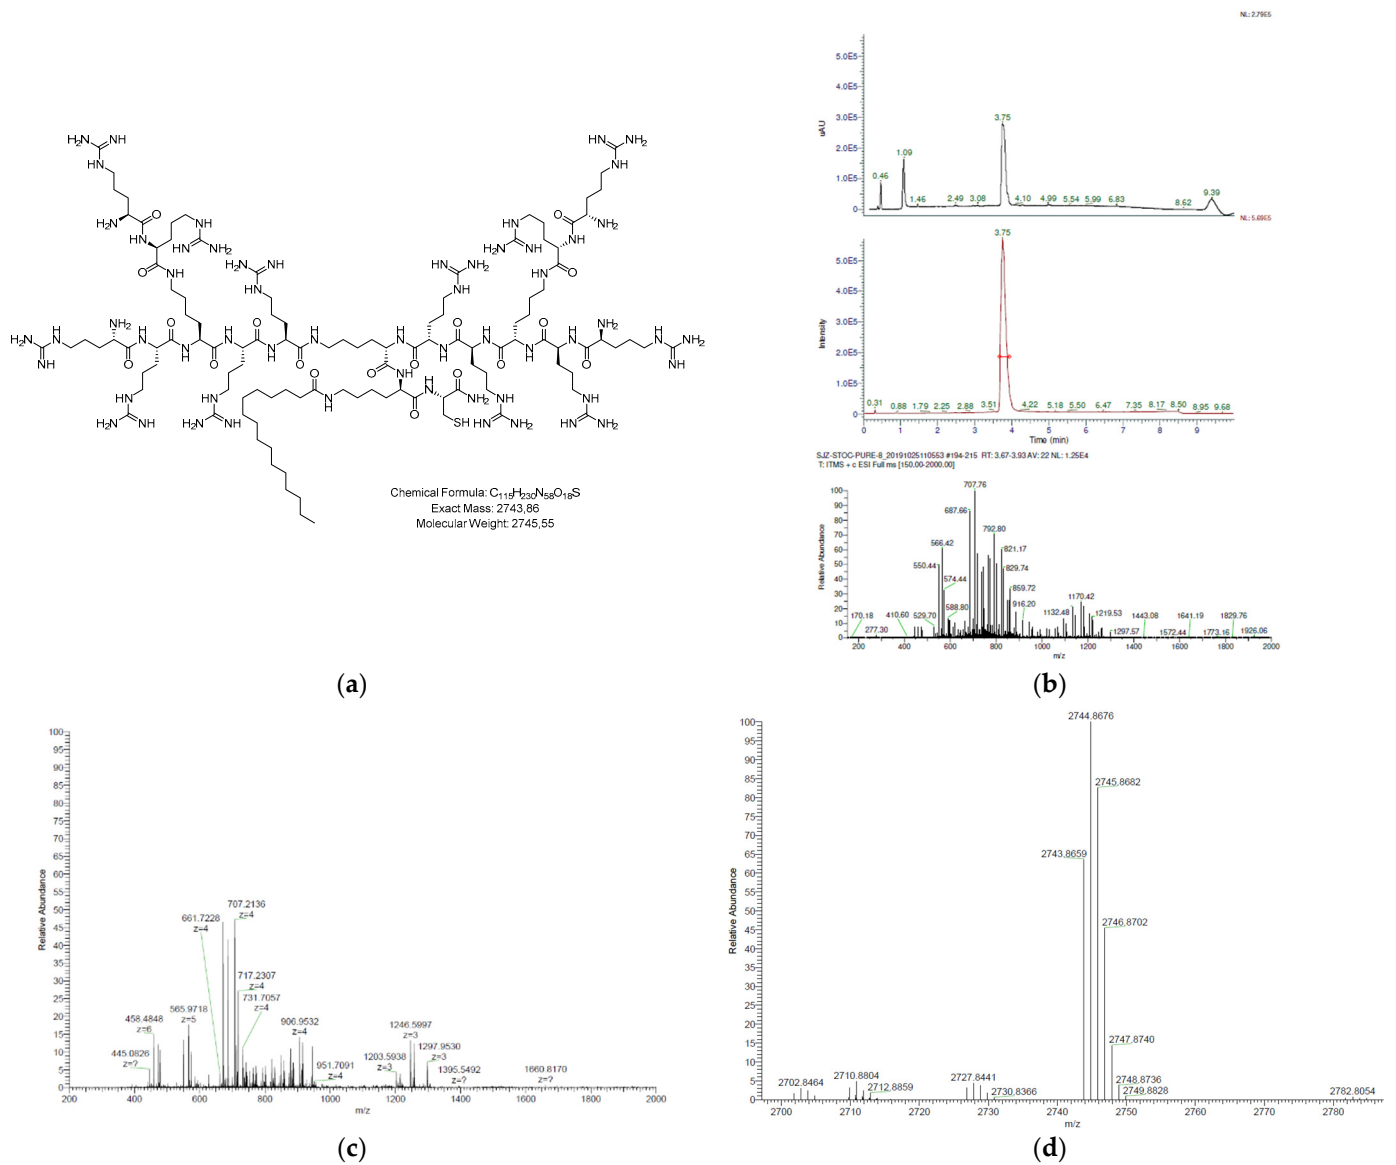 H₂N NH
HN
H₂N
O
HN
O
NH
HN
NH
NH₂
H₂N NH
HN
HN NH₂
NH
O
NH₂
NH
O
HN
O
HN
NH
NH₂
HN NH₂
NH
H₂N
NH
H
N
NH₂
O
H
N
O
N
H
O
H
N
O
N
H
O
H
N
O
N
H
O
N
H
O
NH₂
H
N
NH₂
NH
HN
H₂N NH
HN
H₂N NH
O
N
H
O
HN
O
N
H
O
NH₂
SH
NH
HN NH₂
HN
H₂N NH
Chemical Formula: C₁₁₅H₂₃₀N₅₈O₁₈S
Exact Mass: 2743,86
Molecular Weight: 2745,55
(a)
NL: 2.79E5
uAU
5.0E5
4.0E5
3.0E5
2.0E5
1.0E5
0
0.46
1.09
1.46
2.49
3.08
3.75
4.10
4.99
5.54
5.99
6.83
8.62
9.39
NL: 5.69E5
Intensity
5.0E5
4.0E5
3.0E5
2.0E5
1.0E5
0
0.31
0.88
1.79
2.25
2.88
3.51
3.75
4.22
5.18
5.50
6.47
7.35
8.17
8.50
8.95
9.68
0 1 2 3 4 5 6 7 8 9
Time (min)
SJZ-STOC-PURE-8_20191025110553 #194-215 RT: 3.67-3.93 AV: 22 NL: 1.25E4
T: ITMS + c ESI Full ms [150.00-2000.00]
Relative Abundance
100
90
80
70
60
50
40
30
20
10
0
707.76
687.66
792.80
566.42
821.17
550.44
829.74
574.44
859.72
588.80
916.20
1170.42
170.18
410.60
529.70
1132.48
1219.53
1443.08
1641.19
1829.76
277.30
1297.57
1572.44
1773.16
1926.06
200 400 600 800 1000 1200 1400 1600 1800 2000
m/z
(b)
Relative Abundance
100
95
90
85
80
75
70
65
60
55
50
45
40
35
30
25
20
15
10
5
0
707.2136
z=4
661.7228
z=4
717.2307
z=4
731.7057
z=4
458.4848
z=6
565.9718
z=5
906.9532
z=4
1246.5997
z=3
445.0826
z=?
1203.5938
z=3
1297.9530
z=3
951.7091
z=4
1395.5492
z=?
1660.8170
z=?
200 400 600 800 1000 1200 1400 1600 1800 2000
m/z
(c)
Relative Abundance
100
95
90
85
80
75
70
65
60
55
50
45
40
35
30
25
20
15
10
5
0
2744.8676
2745.8682
2743.8659
2746.8702
2747.8740
2748.8736
2749.8828
2702.8464
2710.8804
2712.8859
2727.8441
2730.8366
2782.8054
2700 2710 2720 2730 2740 2750 2760 2770 2780
m/z
(d)